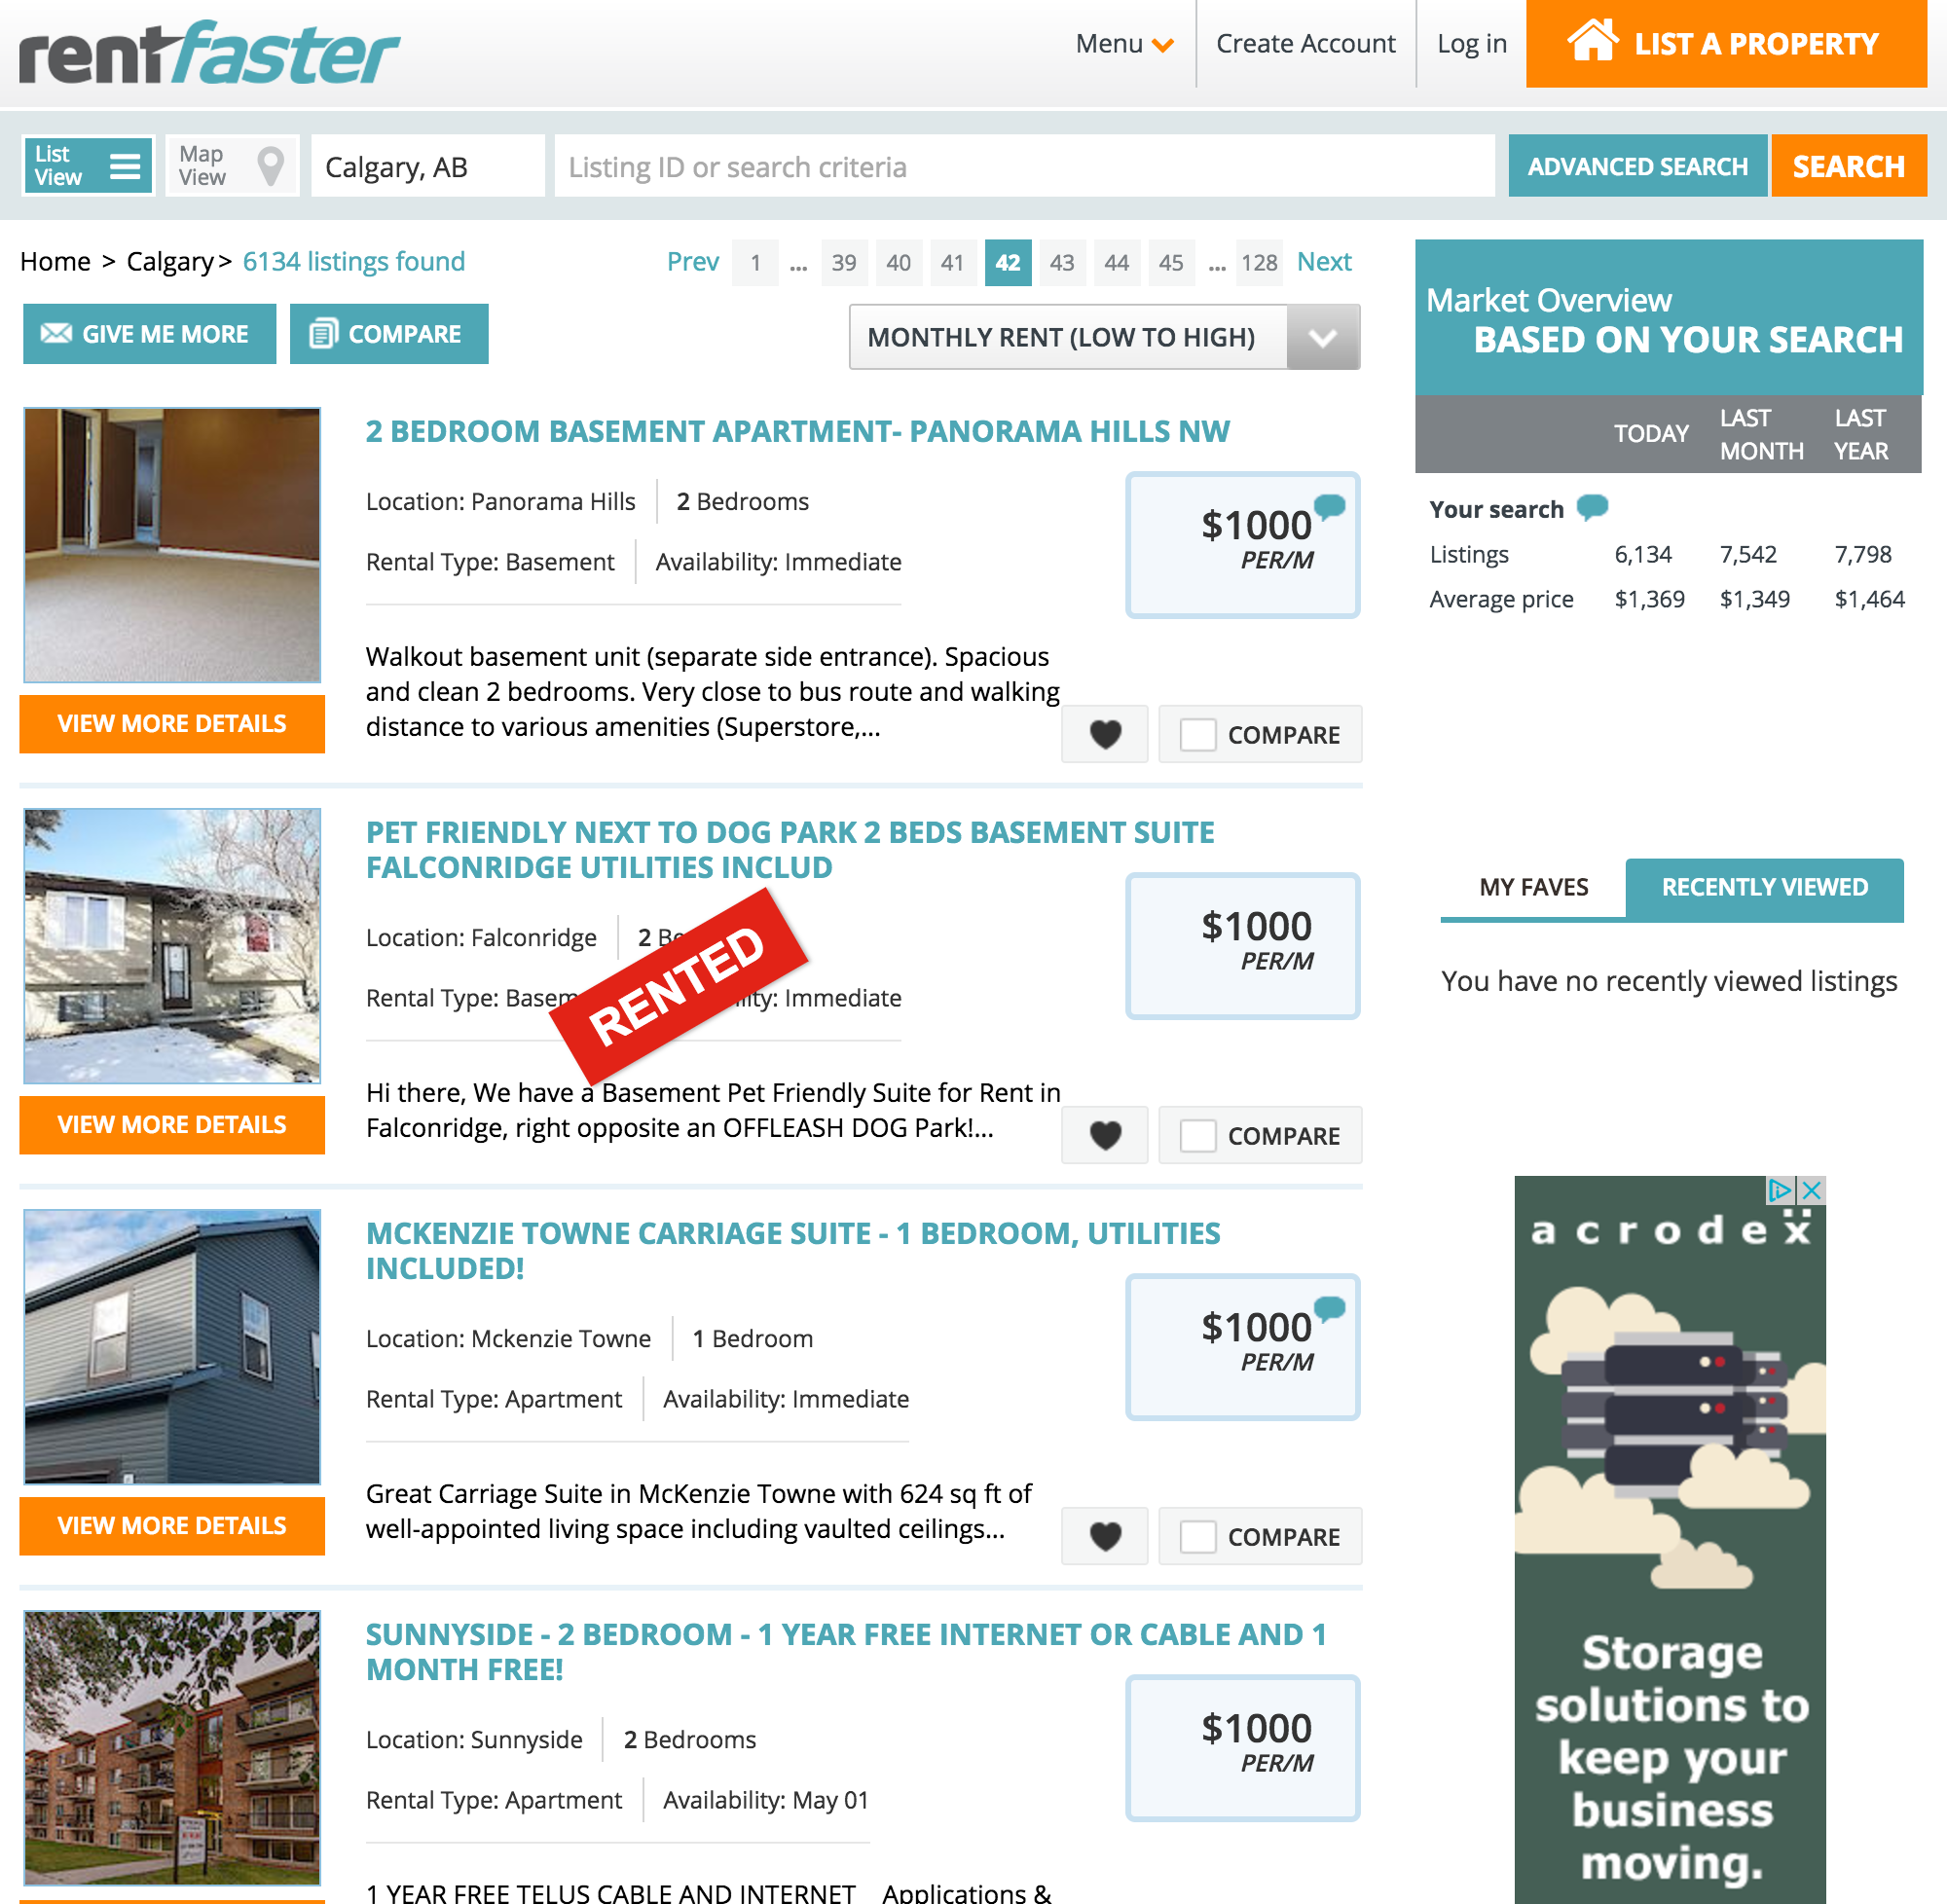 rentfaster
Menu
Create Account
Log in
LIST A PROPERTY
List
View
Map
View
Calgary, AB
Listing ID or search criteria
ADVANCED SEARCH
SEARCH
Home > Calgary > 6134 listings found
Prev 1 ... 39 40 41 42 43 44 45 ... 128 Next
GIVE ME MORE
COMPARE
MONTHLY RENT (LOW TO HIGH)
2 BEDROOM BASEMENT APARTMENT- PANORAMA HILLS NW
Location: Panorama Hills
2 Bedrooms
Rental Type: Basement
Availability: Immediate
$1000
PER/M
Walkout basement unit (separate side entrance). Spacious
and clean 2 bedrooms. Very close to bus route and walking
distance to various amenities (Superstore,...
VIEW MORE DETAILS
COMPARE
PET FRIENDLY NEXT TO DOG PARK 2 BEDS BASEMENT SUITE
FALCONRIDGE UTILITIES INCLUD
Location: Falconridge
2
RENTED
Rental Type:
Immediate
$1000
PER/M
Hi there, We have a Basement Pet Friendly Suite for Rent in
Falconridge, right opposite an OFFLEASH DOG Park!...
VIEW MORE DETAILS
COMPARE
MCKENZIE TOWNE CARRIAGE SUITE - 1 BEDROOM, UTILITIES
INCLUDED!
Location: Mckenzie Towne
1 Bedroom
Rental Type: Apartment
Availability: Immediate
$1000
PER/M
Great Carriage Suite in McKenzie Towne with 624 sq ft of
well-appointed living space including vaulted ceilings...
VIEW MORE DETAILS
COMPARE
SUNNYSIDE - 2 BEDROOM - 1 YEAR FREE INTERNET OR CABLE AND 1
MONTH FREE!
Location: Sunnyside
2 Bedrooms
Rental Type: Apartment
Availability: May 01
$1000
PER/M
1 YEAR FREE TELUS CABLE AND INTERNET Applications &
Market Overview
BASED ON YOUR SEARCH
TODAY
LAST
MONTH
LAST
YEAR
Your search
Listings 6,134 7,542 7,798
Average price $1,369 $1,349 $1,464
MY FAVES
RECENTLY VIEWED
You have no recently viewed listings
acrodex
Storage
solutions to
keep your
business
moving.